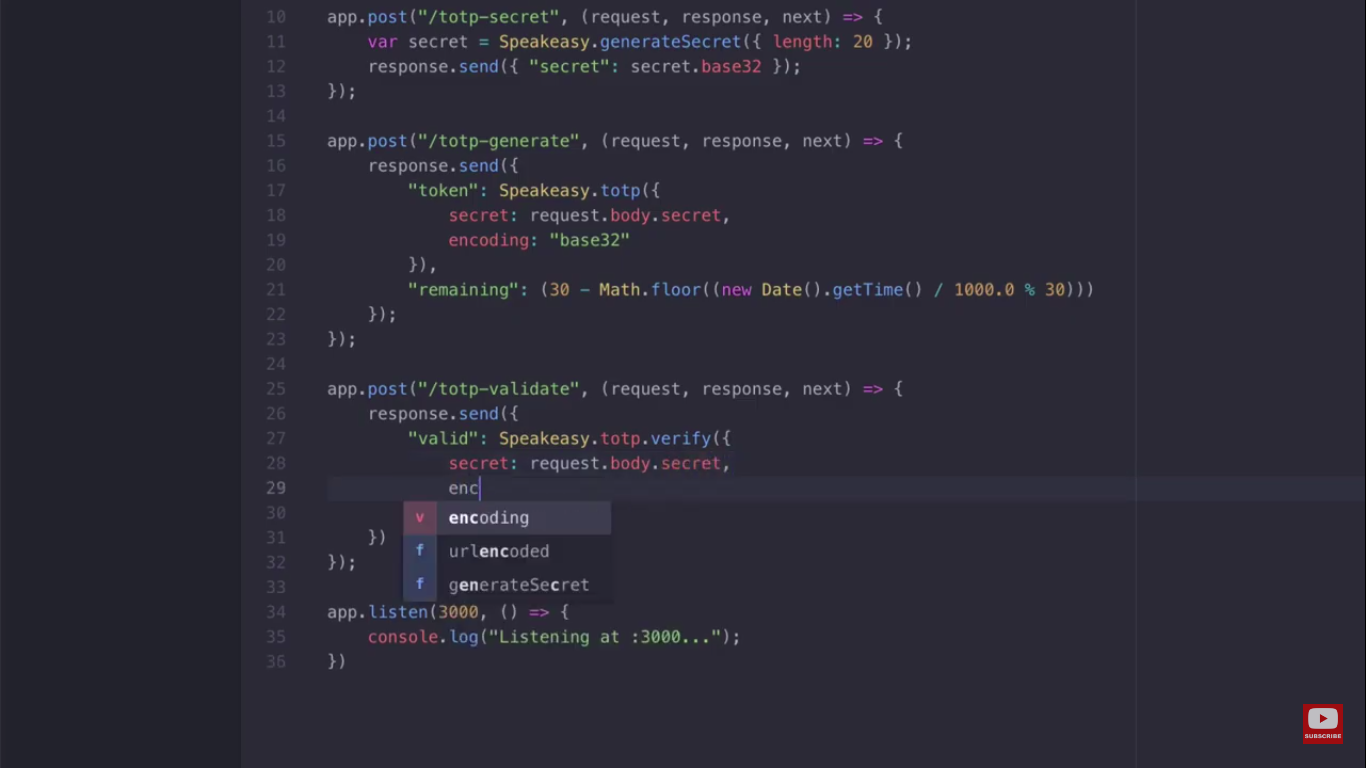 10 app.post("/totp-secret", (request, response, next) => {
11 var secret = Speakeasy.generateSecret({ length: 20 });
12 response.send({ "secret": secret.base32 });
13 });
14
15 app.post("/totp-generate", (request, response, next) => {
16 response.send({
17 "token": Speakeasy.totp({
18 secret: request.body.secret,
19 encoding: "base32"
20 }),
21 "remaining": (30 - Math.floor((new Date().getTime() / 1000.0 % 30)))
22 });
23 });
24
25 app.post("/totp-validate", (request, response, next) => {
26 response.send({
27 "valid": Speakeasy.totp.verify({
28 secret: request.body.secret,
29 enc
v encoding
30
f urlencoded
31 })
32 });
f generateSecret
33
34 app.listen(3000, () => {
35 console.log("Listening at :3000...");
36 })
SUBSCRIBE